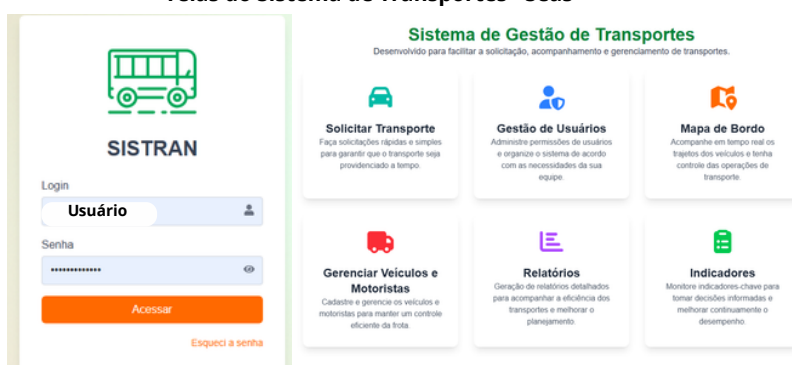 Sistema de Gestão de Transportes
Desenvolvido para facilitar a solicitação, acompanhamento e gerenciamento de transportes.
SISTRAN
Login
Usuário
Senha
•••••••••••••
Acessar
Esqueci a senha
Solicitar Transporte
Faça solicitações rápidas e simples
para garantir que o transporte seja
providenciado a tempo.
Gestão de Usuários
Administre permissões de usuários
e organize o sistema de acordo
com as necessidades da sua
equipe.
Mapa de Bordo
Acompanhe em tempo real os
trajetos dos veículos e tenha
controle das operações de
transporte.
Gerenciar Veículos e
Motoristas
Cadastre e gerencie os veículos e
motoristas para manter um controle
eficiente da frota.
Relatórios
Geração de relatórios detalhados
para acompanhar a eficiência dos
transportes e melhorar o
planejamento.
Indicadores
Monitore indicadores-chave para
tomar decisões informadas e
melhorar continuamente o
desempenho.